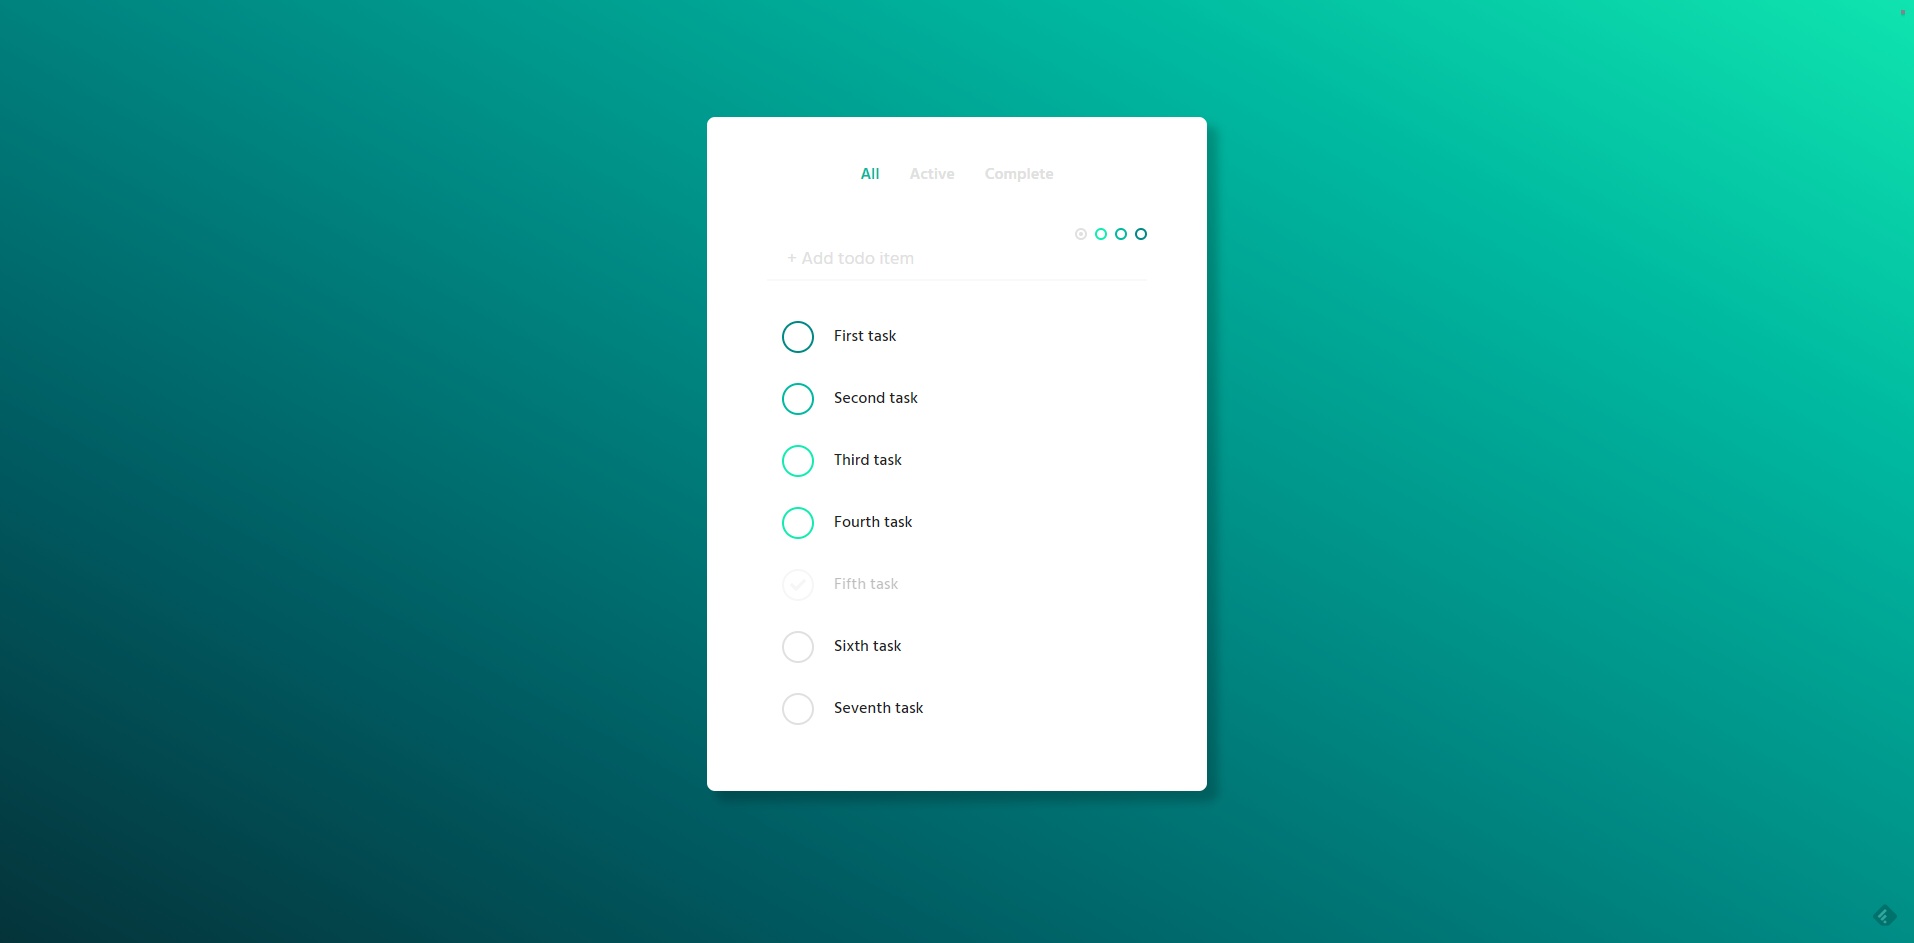 All Active Complete
+ Add todo item
First task
Second task
Third task
Fourth task
Fifth task
Sixth task
Seventh task